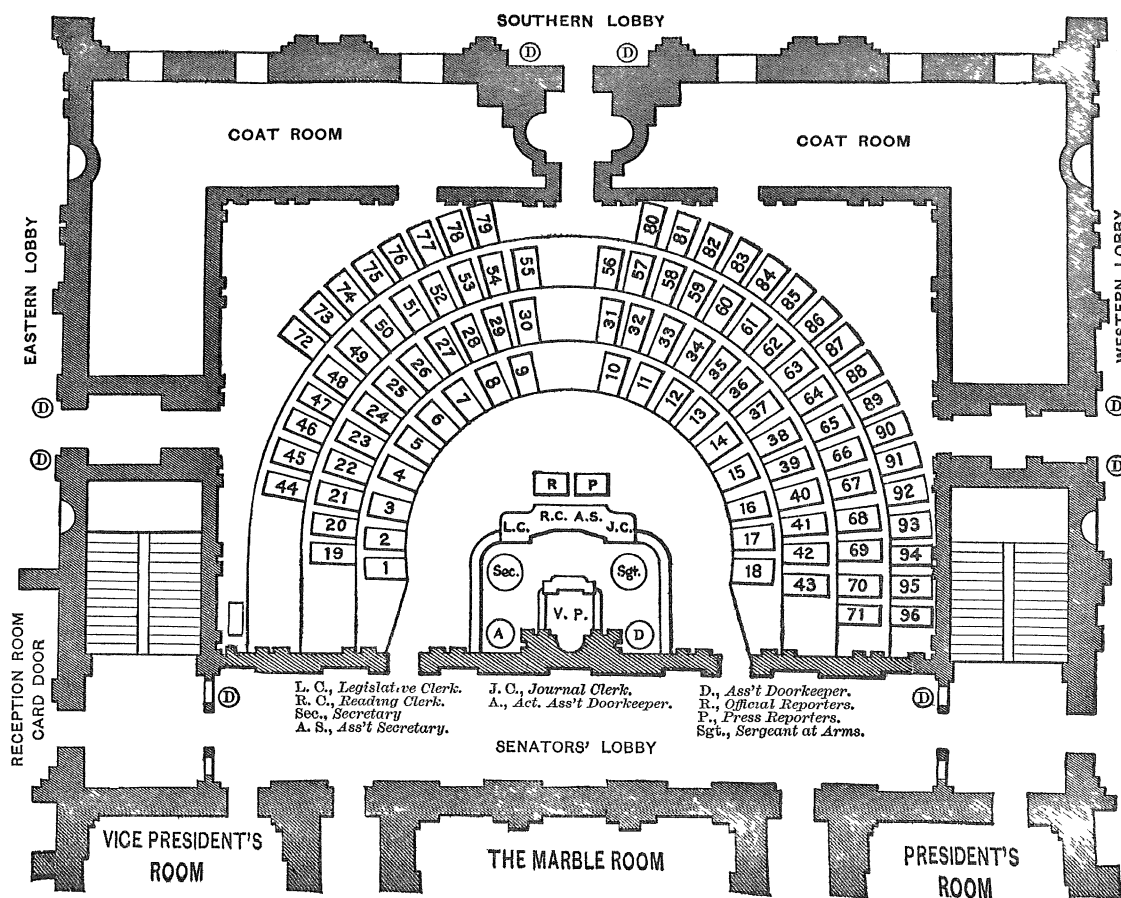 SOUTHERN LOBBY
D D
COAT ROOM
COAT ROOM
EASTERN LOBBY
WESTERN LOBBY
79 80
78 81
77 82
76 83
75 84
74 85
73 86
72 87
88
89
90
91
92
93
94
95
96
44 45 46 47 48 49 50 51 52 53 54 55 56 57 58 59 60 61 62 63 64 65 66 67 68 69 70 71
19 20 21 22 23 24 25 26 27 28 29 30 31 32 33 34 35 36 37 38 39 40 41 42 43
1 2 3 4 5 6 7 8 9 10 11 12 13 14 15 16 17 18
D D
D D
R P
L.C. R.C. A.S. J.C.
Sec. Sgt.
V. P.
A D
RECEPTION ROOM
CARD DOOR
D D
L. C., Legislative Clerk.
R. C., Reading Clerk.
Sec., Secretary
A. S., Ass't Secretary.
J. C., Journal Clerk.
A., Act. Ass't Doorkeeper.
D., Ass't Doorkeeper.
R., Official Reporters.
P., Press Reporters.
Sgt., Sergeant at Arms.
SENATORS' LOBBY
VICE PRESIDENT'S
ROOM
THE MARBLE ROOM
PRESIDENT'S
ROOM